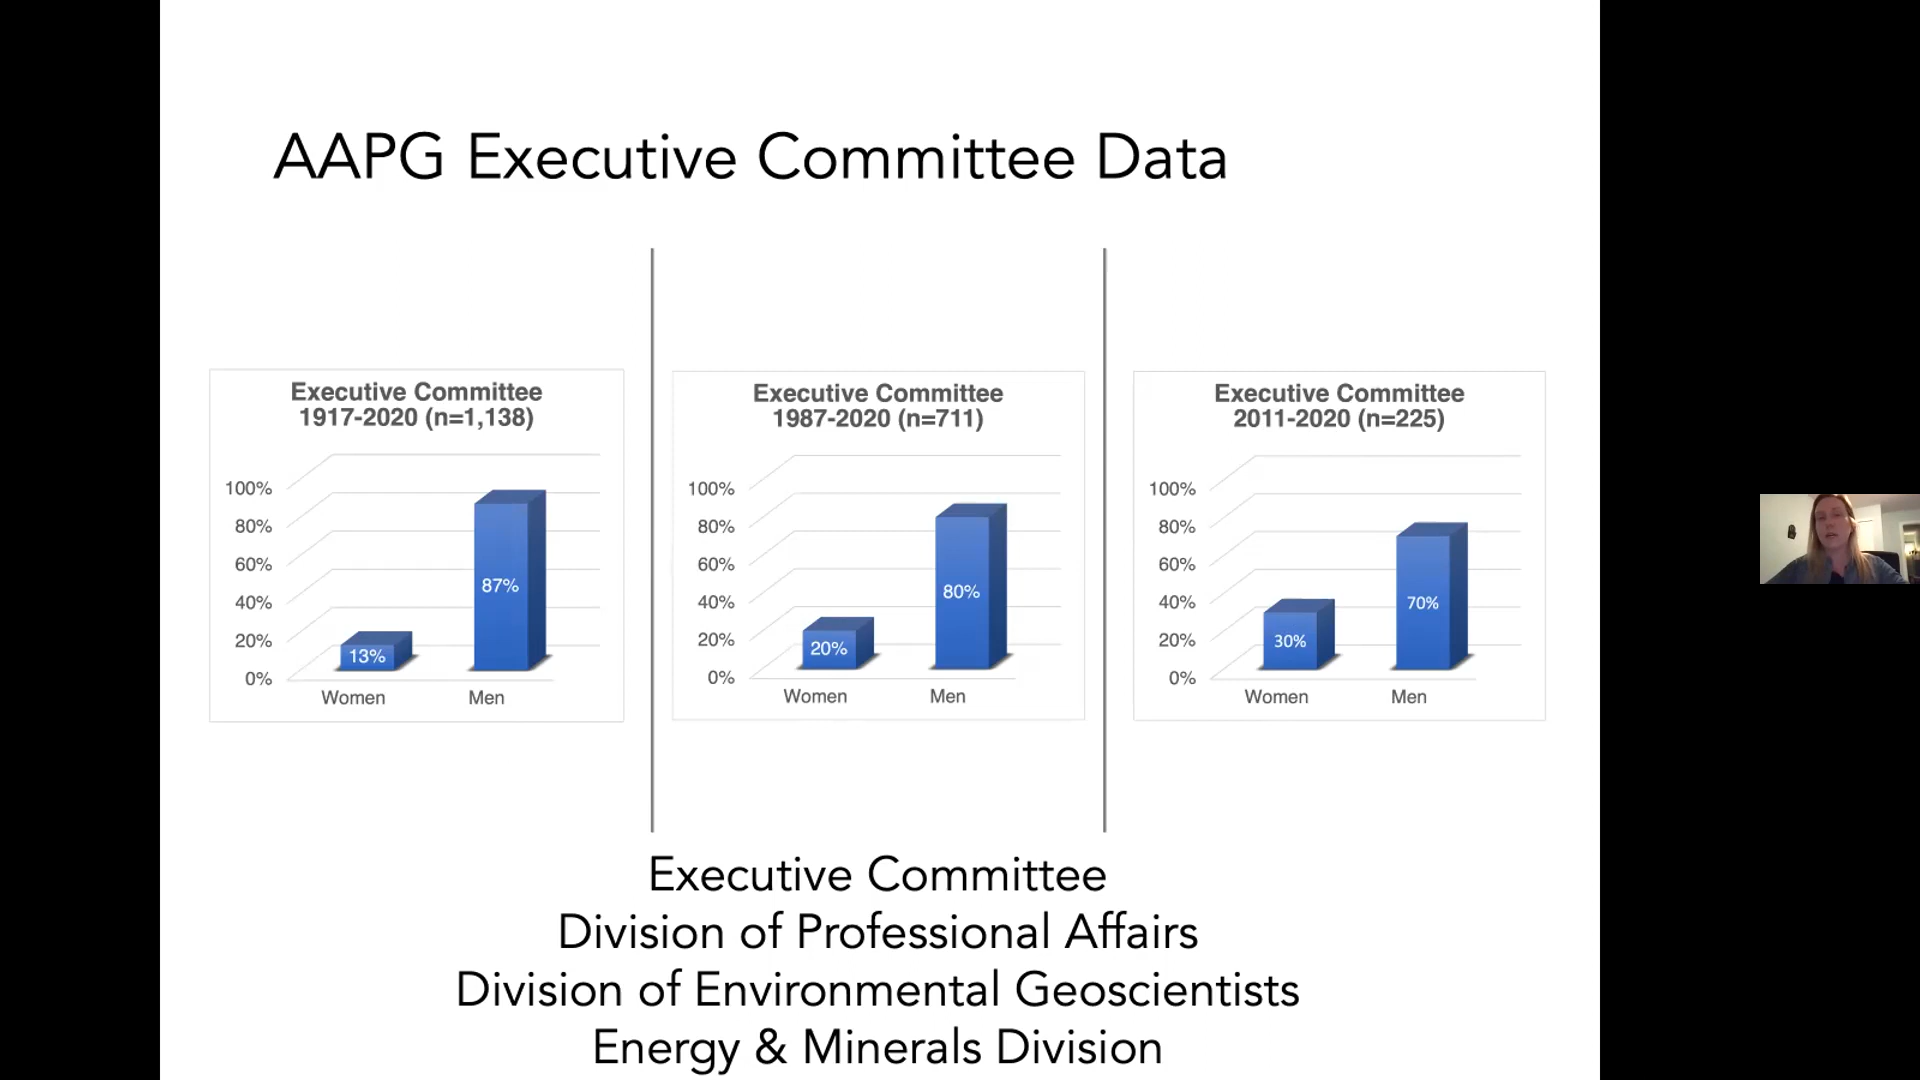 AAPG Executive Committee Data
Executive Committee
1917-2020 (n=1,138)
100%
80%
60%
40%
20%
0%
13%
87%
Women
Men
Executive Committee
1987-2020 (n=711)
100%
80%
60%
40%
20%
0%
20%
80%
Women
Men
Executive Committee
2011-2020 (n=225)
100%
80%
60%
40%
20%
0%
30%
70%
Women
Men
Executive Committee
Division of Professional Affairs
Division of Environmental Geoscientists
Energy & Minerals Division